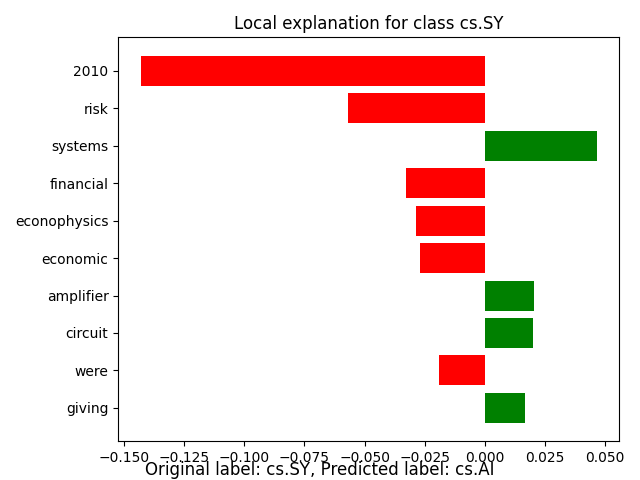 Local explanation for class cs.SY
2010
risk
systems
financial
econophysics
economic
amplifier
circuit
were
giving
−0.150 −0.125 −0.100 −0.075 −0.050 −0.025 0.000 0.025 0.050
Original label: cs.SY, Predicted label: cs.AI